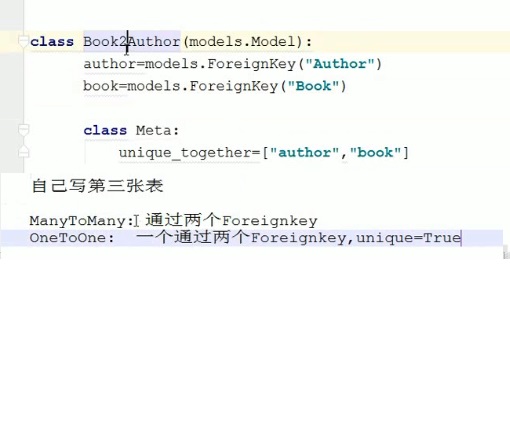 class Book2Author(models.Model):
author=models.ForeignKey("Author")
book=models.ForeignKey("Book")
class Meta:
unique_together=["author","book"]
自己写第三张表
ManyToMany: 通过两个Foreignkey
OneToOne: 一个通过两个Foreignkey,unique=True